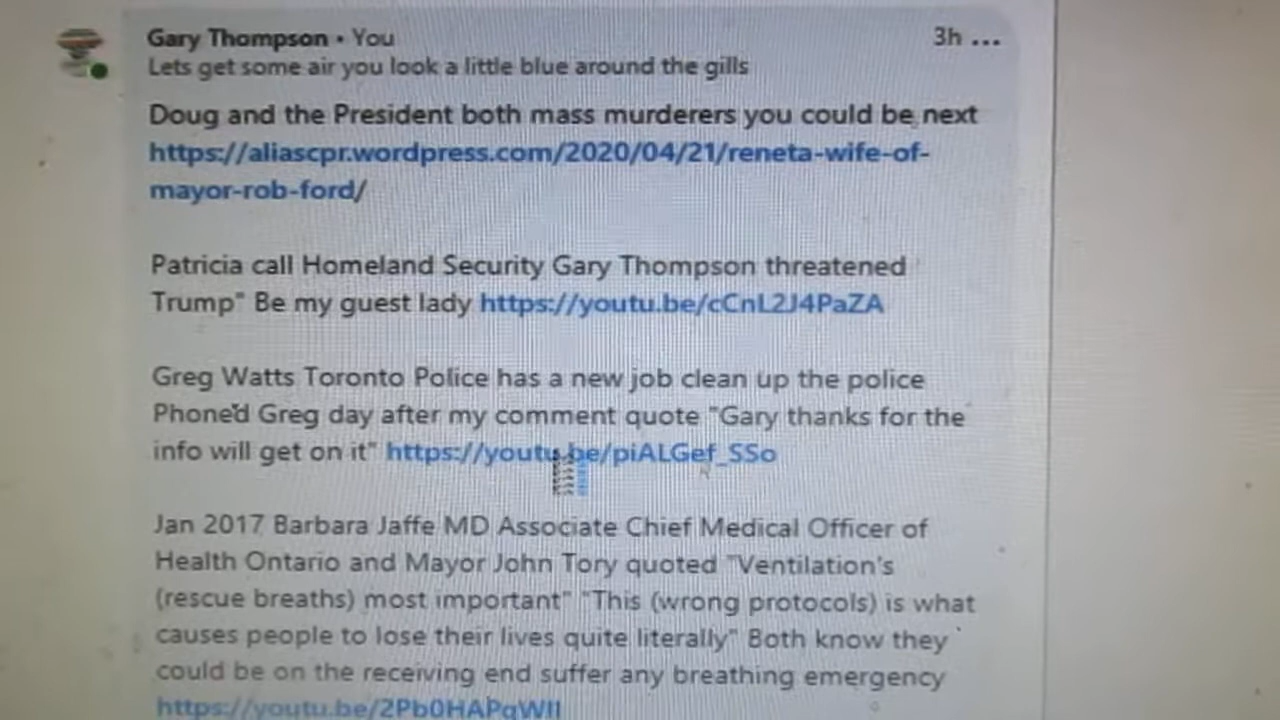 Gary Thompson • You
3h ...
Lets get some air you look a little blue around the gills
Doug and the President both mass murderers you could be next
https://aliascpr.wordpress.com/2020/04/21/reneta-wife-of-
mayor-rob-ford/
Patricia call Homeland Security Gary Thompson threatened
Trump" Be my guest lady https://youtu.be/cCnL2J4PaZA
Greg Watts Toronto Police has a new job clean up the police
Phoned Greg day after my comment quote "Gary thanks for the
info will get on it" https://youtu.be/piALGef_SSo
Jan 2017 Barbara Jaffe MD Associate Chief Medical Officer of
Health Ontario and Mayor John Tory quoted "Ventilation's
(rescue breaths) most important" "This (wrong protocols) is what
causes people to lose their lives quite literally" Both know they
could be on the receiving end suffer any breathing emergency